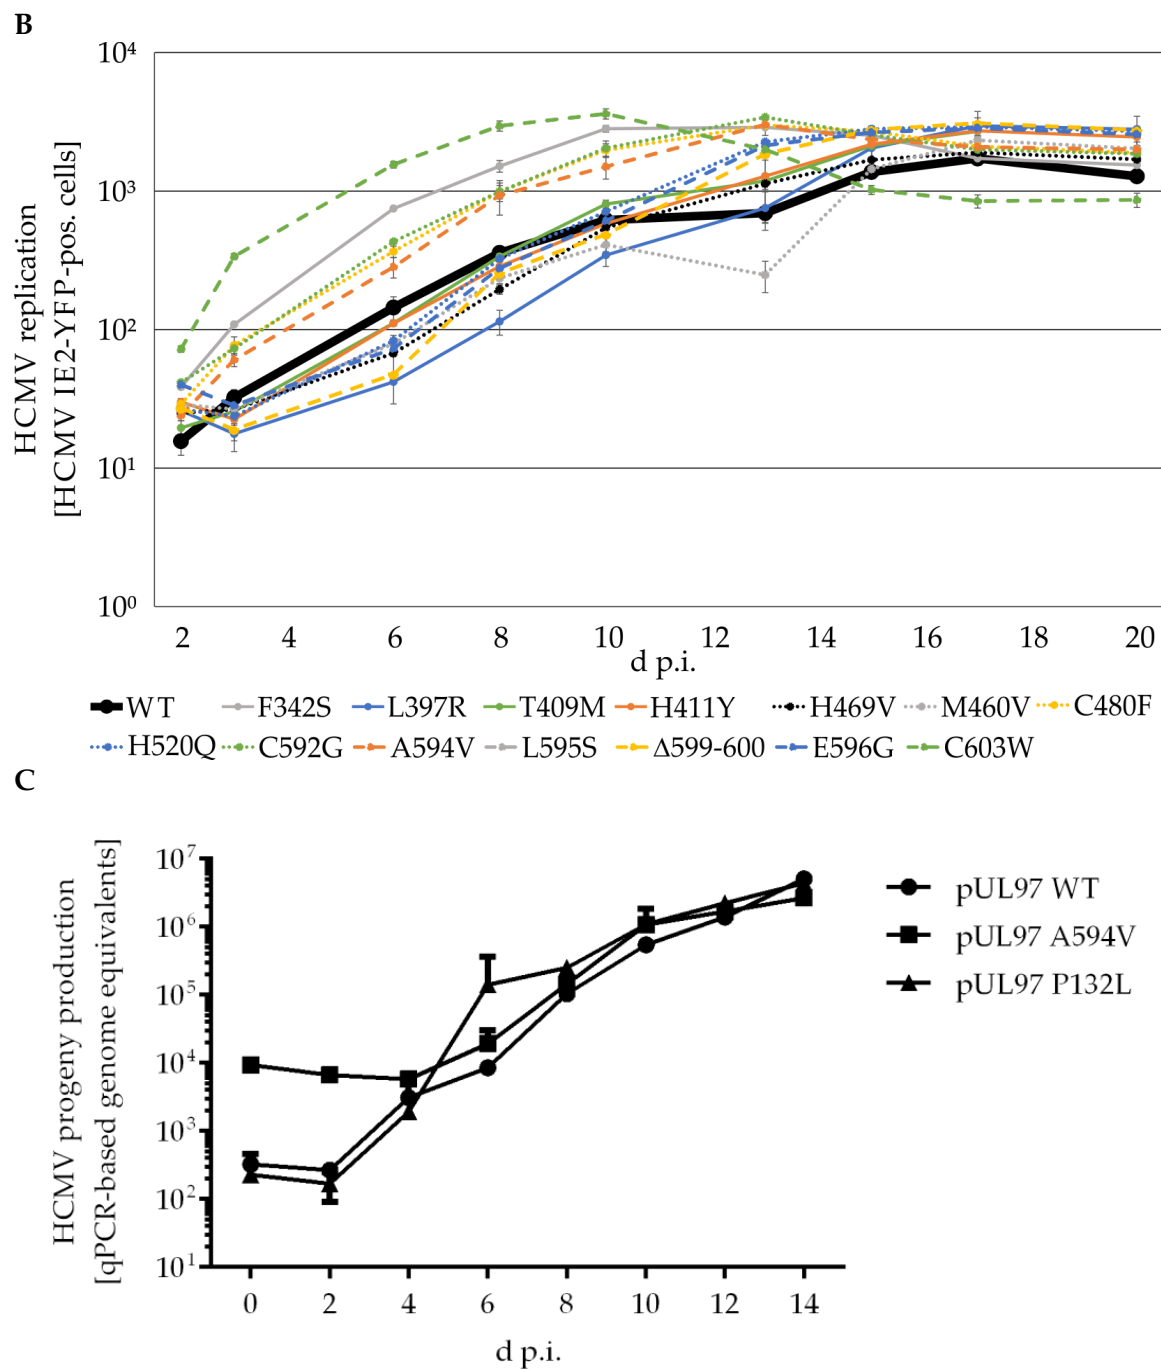 B
HCMV replication
[HCMV IE2-YFP-pos. cells]
10⁴
10³
10²
10¹
10⁰
2 4 6 8 10 12 14 16 18 20
d p.i.
WT F342S L397R T409M H411Y H469V M460V C480F
H520Q C592G A594V L595S Δ599-600 E596G C603W
C
HCMV progeny production
[qPCR-based genome equivalents]
10⁷
10⁶
10⁵
10⁴
10³
10²
10¹
0 2 4 6 8 10 12 14
d p.i.
pUL97 WT
pUL97 A594V
pUL97 P132L